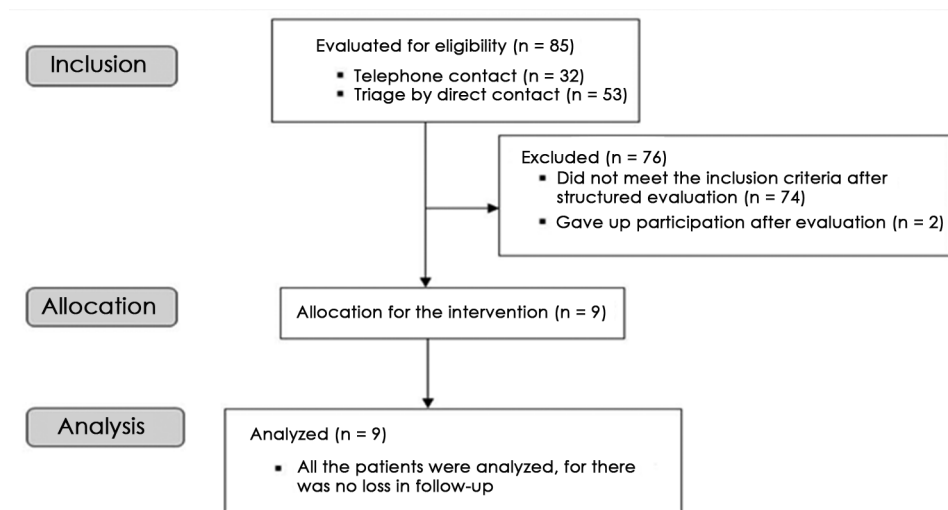 Inclusion
Evaluated for eligibility (n = 85)
▪ Telephone contact (n = 32)
▪ Triage by direct contact (n = 53)
Excluded (n = 76)
▪ Did not meet the inclusion criteria after
structured evaluation (n = 74)
▪ Gave up participation after evaluation (n = 2)
Allocation
Allocation for the intervention (n = 9)
Analysis
Analyzed (n = 9)
▪ All the patients were analyzed, for there
was no loss in follow-up